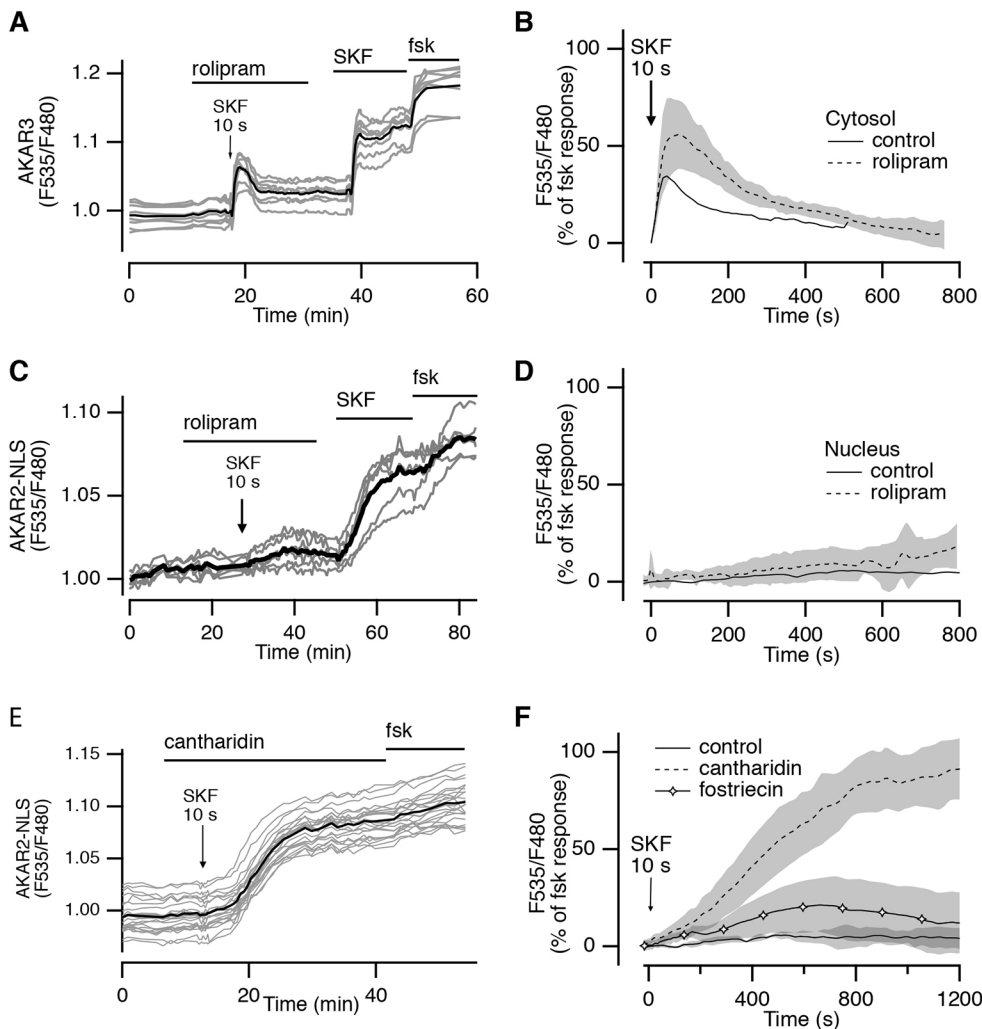 A
rolipram
SKF
10 s
SKF
fsk
1.2
1.1
1.0
AKAR3
(F535/F480)
0
20
40
60
Time (min)
B
SKF
10 s
100
50
0
F535/F480
(% of fsk response)
Cytosol
control
rolipram
0
200
400
600
800
Time (s)
C
rolipram
SKF
10 s
SKF
fsk
1.10
1.05
1.00
AKAR2-NLS
(F535/F480)
0
20
40
60
80
Time (min)
D
100
50
0
F535/F480
(% of fsk response)
Nucleus
control
rolipram
0
200
400
600
800
Time (s)
E
cantharidin
fsk
SKF
10 s
1.15
1.10
1.05
1.00
AKAR2-NLS
(F535/F480)
0
20
40
Time (min)
F
control
cantharidin
fostriecin
SKF
10 s
100
50
0
F535/F480
(% of fsk response)
0
400
800
1200
Time (s)